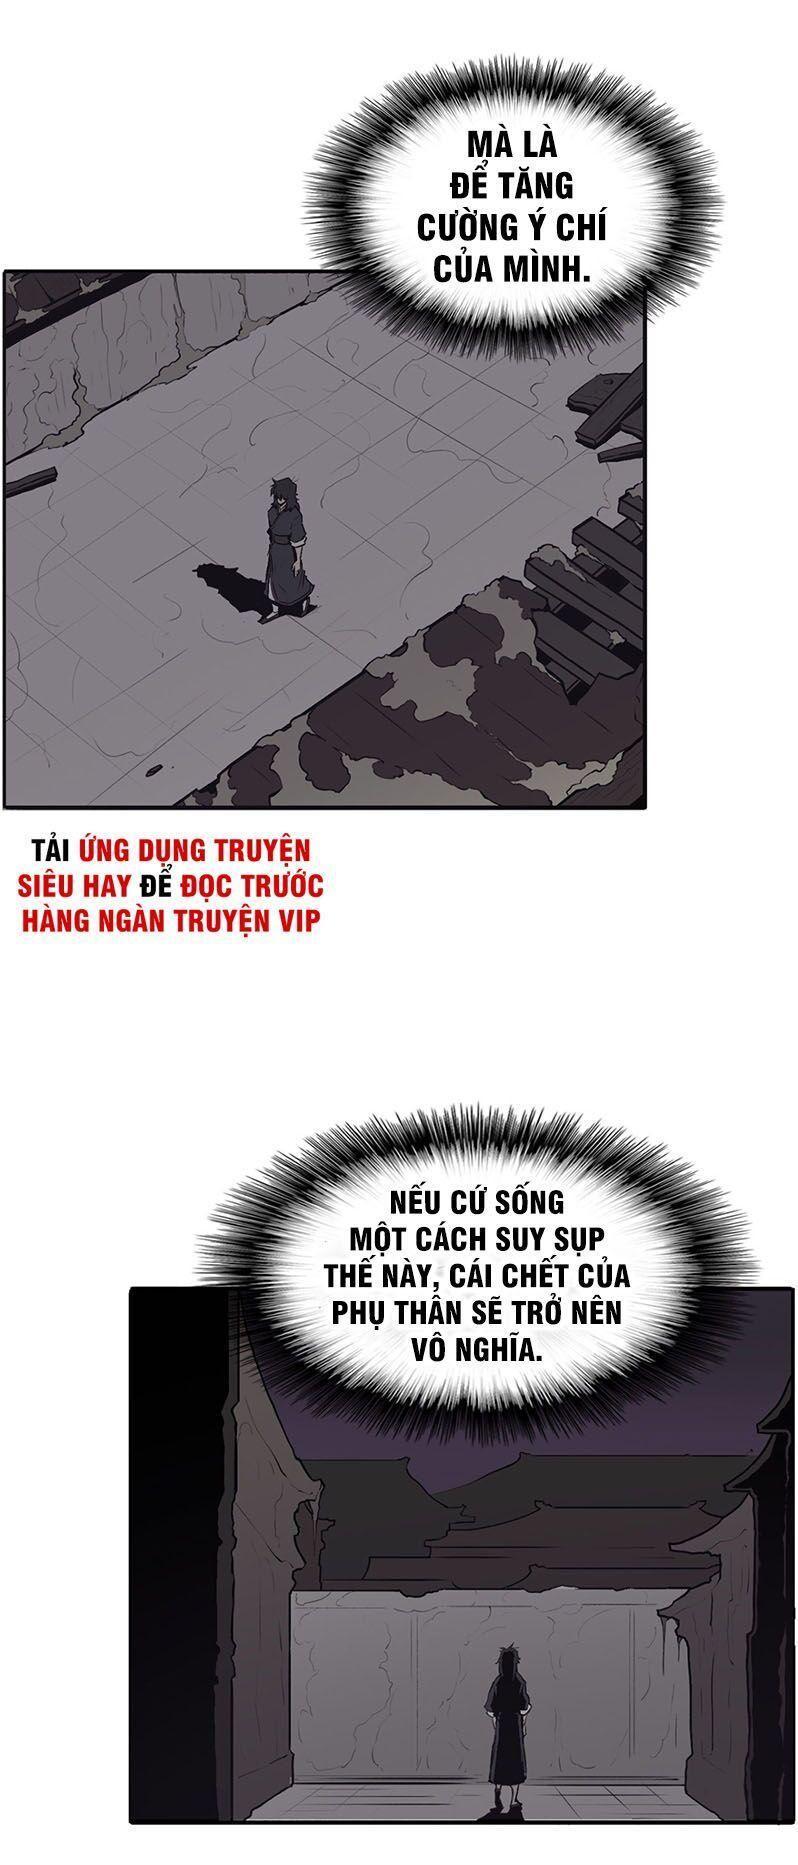 MÀ LÀ
ĐỂ TĂNG
CƯỜNG Ý CHÍ
CỦA MÌNH.
TẢI ỨNG DỤNG TRUYỆN
SIÊU HAY ĐỂ ĐỌC TRƯỚC
HÀNG NGÀN TRUYỆN VIP
NẾU CỨ SỐNG
MỘT CÁCH SUY SỤP
THẾ NÀY, CÁI CHẾT CỦA
PHỤ THÂN SẼ TRỞ NÊN
VÔ NGHĨA.